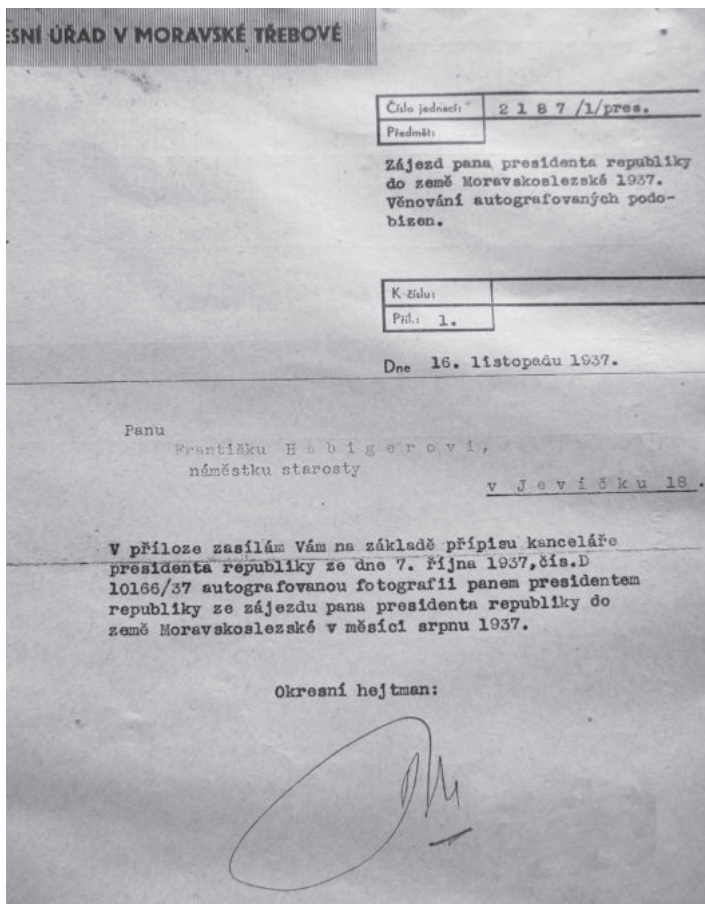 ESNÍ ÚŘAD V MORAVSKÉ TŘEBOVÉ
Číslo jednací: 2187/1/pres.
Předmět:
Zájezd pana presidenta republiky
do země Moravskoslezské 1937.
Věnování autografovaných podo-
bizen.
K číslu:
Příl.: 1.
Dne 16. listopadu 1937.
Panu
Františku Habigerovi,
náměstku starosty
v Jevíčku 18.
V příloze zasílám Vám na základě přípisu kanceláře
presidenta republiky ze dne 7. října 1937,čís.D
10166/37 autografovanou fotografii panem presidentem
republiky ze zájezdu pana presidenta republiky do
země Moravskoslezské v měsíci srpnu 1937.
Okresní hejtman: